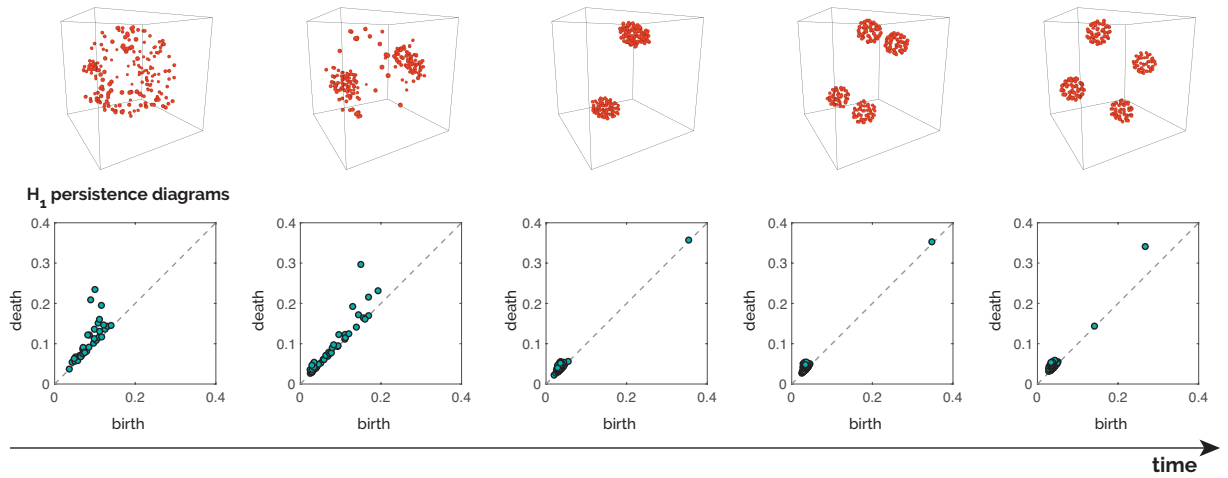 H1 persistence diagrams
0.4 0.4 0.4 0.4 0.4
0.3 0.3 0.3 0.3 0.3
death death death death death
0.2 0.2 0.2 0.2 0.2
0.1 0.1 0.1 0.1 0.1
0 0 0 0 0
0 0.2 0.4 0 0.2 0.4 0 0.2 0.4 0 0.2 0.4 0 0.2 0.4
birth birth birth birth birth
time